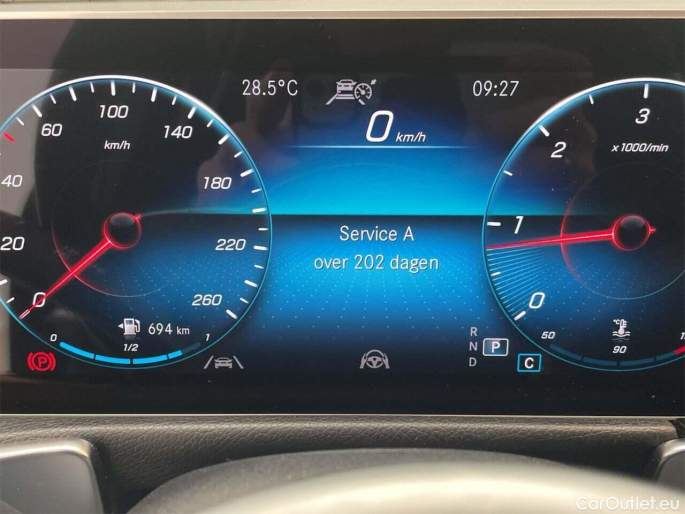 28.5°C
09:27
0 km/h
0
20
40
60
100
140
180
220
260
km/h
0
1
2
3
x1000/min
Service A
over 202 dagen
694 km
0 1/2 1
R
N P
D
C
°C
50 90
P
CarOutlet.eu